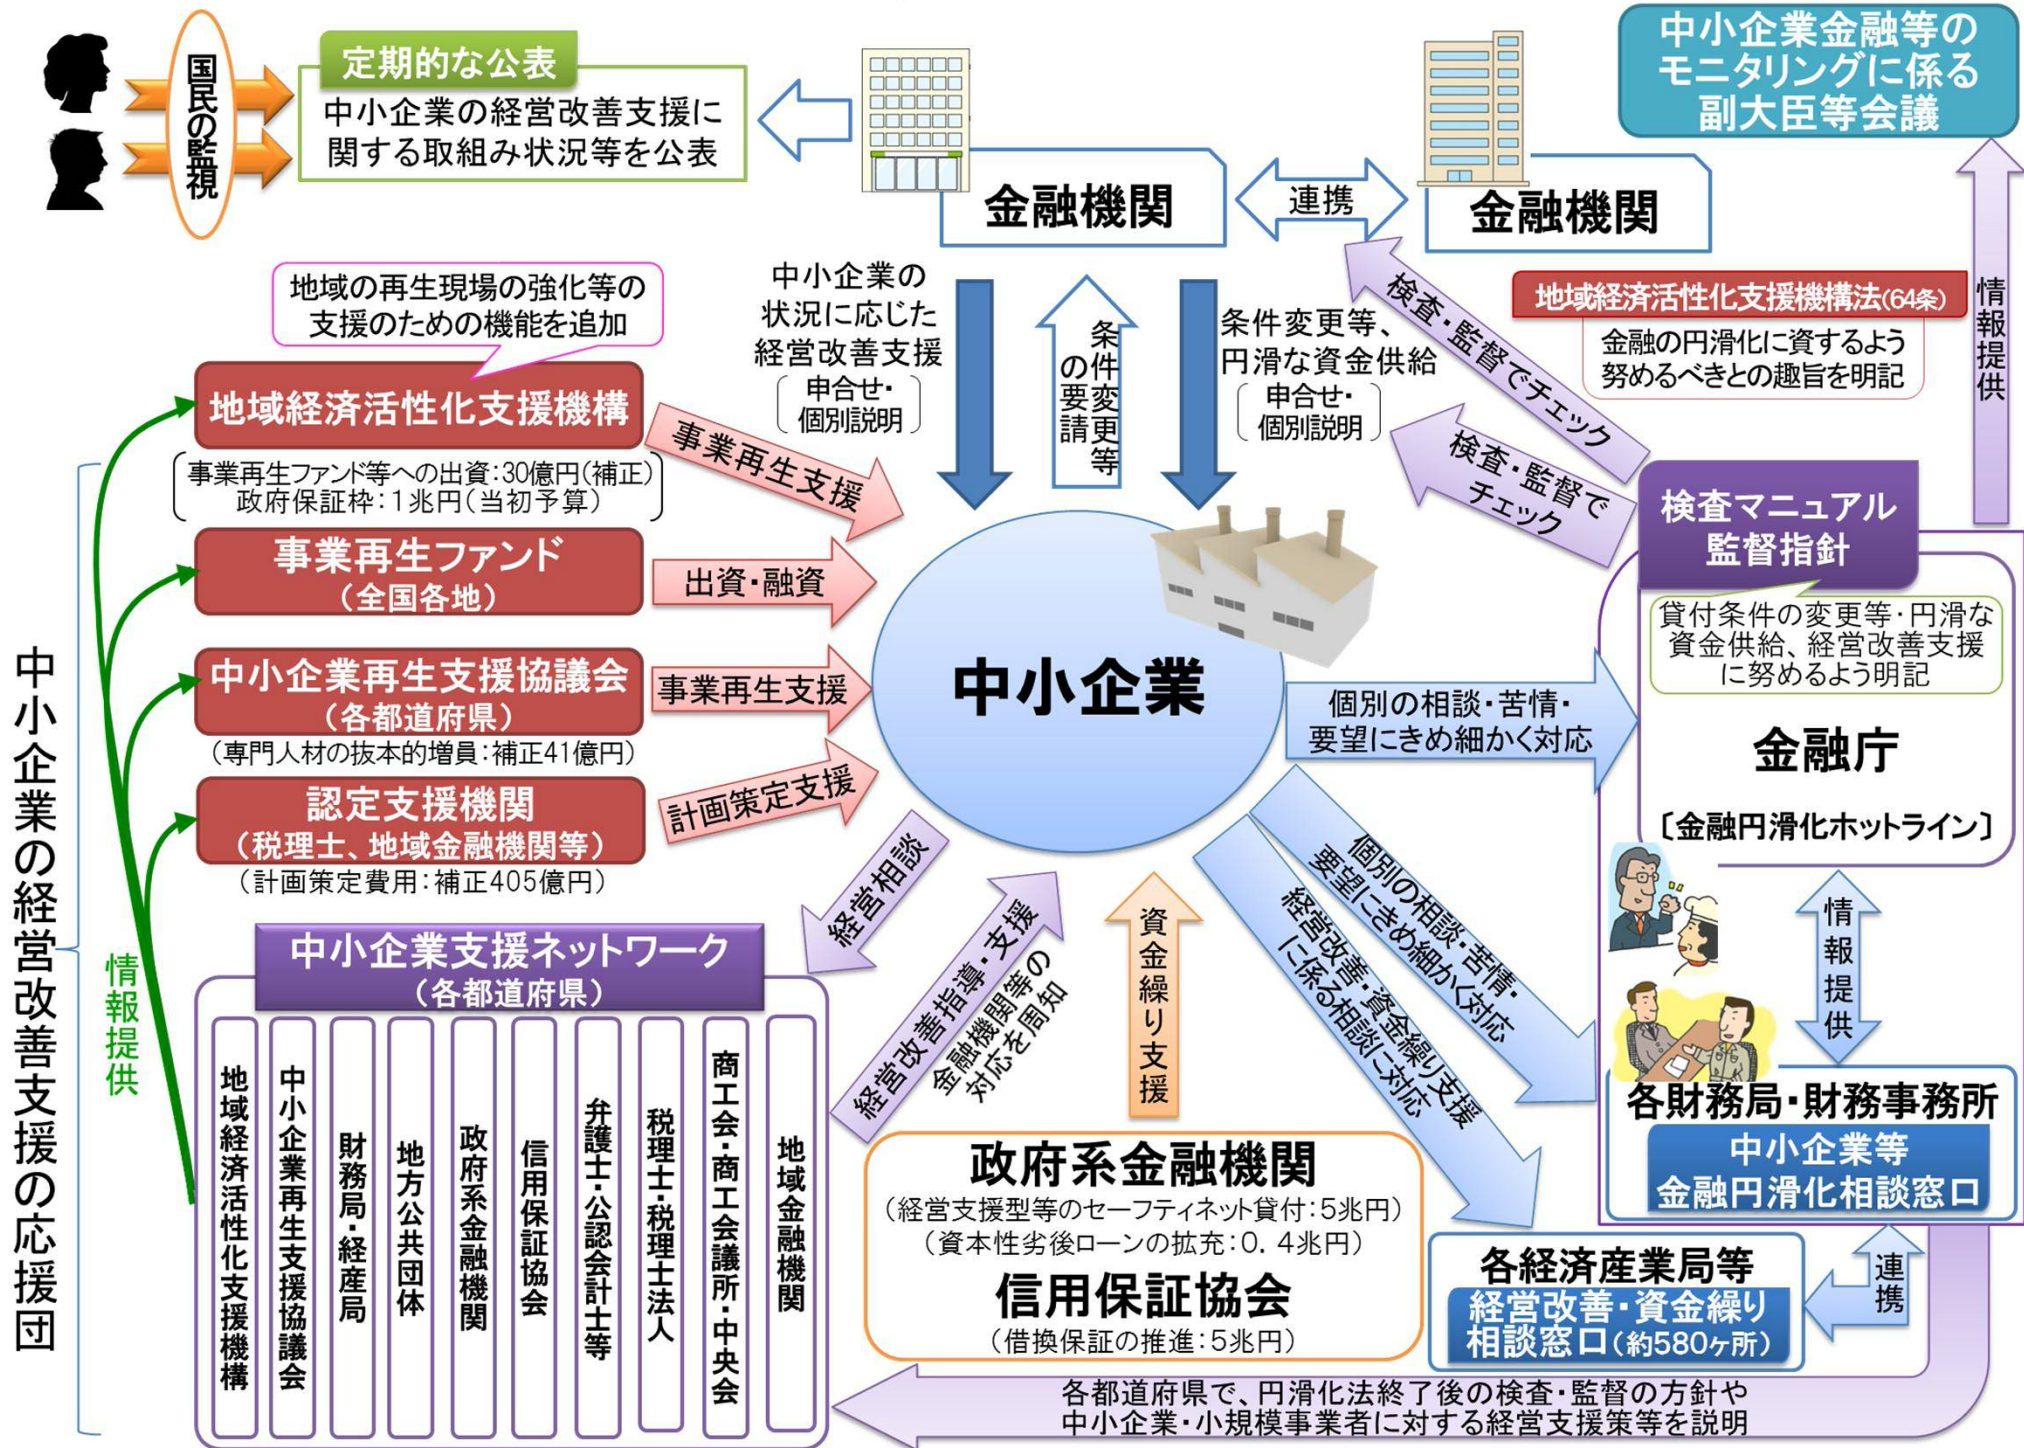 国民の監視
定期的な公表
中小企業の経営改善支援に
関する取組み状況等を公表
金融機関
連携
金融機関
中小企業金融等の
モニタリングに係る
副大臣等会議
情報提供
地域の再生現場の強化等の
支援のための機能を追加
中小企業の
状況に応じた
経営改善支援
申合せ・
個別説明
条件変更等
の要請
条件変更等、
円滑な資金供給
申合せ・
個別説明
検査・監督でチェック
検査・監督で
チェック
地域経済活性化支援機構法(64条)
金融の円滑化に資するよう
努めるべきとの趣旨を明記
地域経済活性化支援機構
事業再生ファンド等への出資:30億円(補正)
政府保証枠:1兆円(当初予算)
事業再生支援
事業再生ファンド
(全国各地)
出資・融資
中小企業再生支援協議会
(各都道府県)
(専門人材の抜本的増員:補正41億円)
事業再生支援
認定支援機関
(税理士、地域金融機関等)
(計画策定費用:補正405億円)
計画策定支援
中小企業の経営改善支援の応援団
情報提供
中小企業
検査マニュアル
監督指針
貸付条件の変更等・円滑な
資金供給、経営改善支援
に努めるよう明記
金融庁
〔金融円滑化ホットライン〕
個別の相談・苦情・
要望にきめ細かく対応
情報提供
個別の相談・苦情・
要望にきめ細かく対応
経営改善・資金繰り支援
に係る相談に対応
経営相談
経営改善指導・支援
金融機関等の
対応を周知
資金繰り支援
中小企業支援ネットワーク
(各都道府県)
地域経済活性化支援機構
中小企業再生支援協議会
財務局・経産局
地方公共団体
政府系金融機関
信用保証協会
弁護士・公認会計士等
税理士・税理士法人
商工会・商工会議所・中央会
地域金融機関
政府系金融機関
(経営支援型等のセーフティネット貸付:5兆円)
(資本性劣後ローンの拡充:0.4兆円)
信用保証協会
(借換保証の推進:5兆円)
各財務局・財務事務所
中小企業等
金融円滑化相談窓口
各経済産業局等
経営改善・資金繰り
相談窓口(約580ヶ所)
連携
各都道府県で、円滑化法終了後の検査・監督の方針や
中小企業・小規模事業者に対する経営支援策等を説明